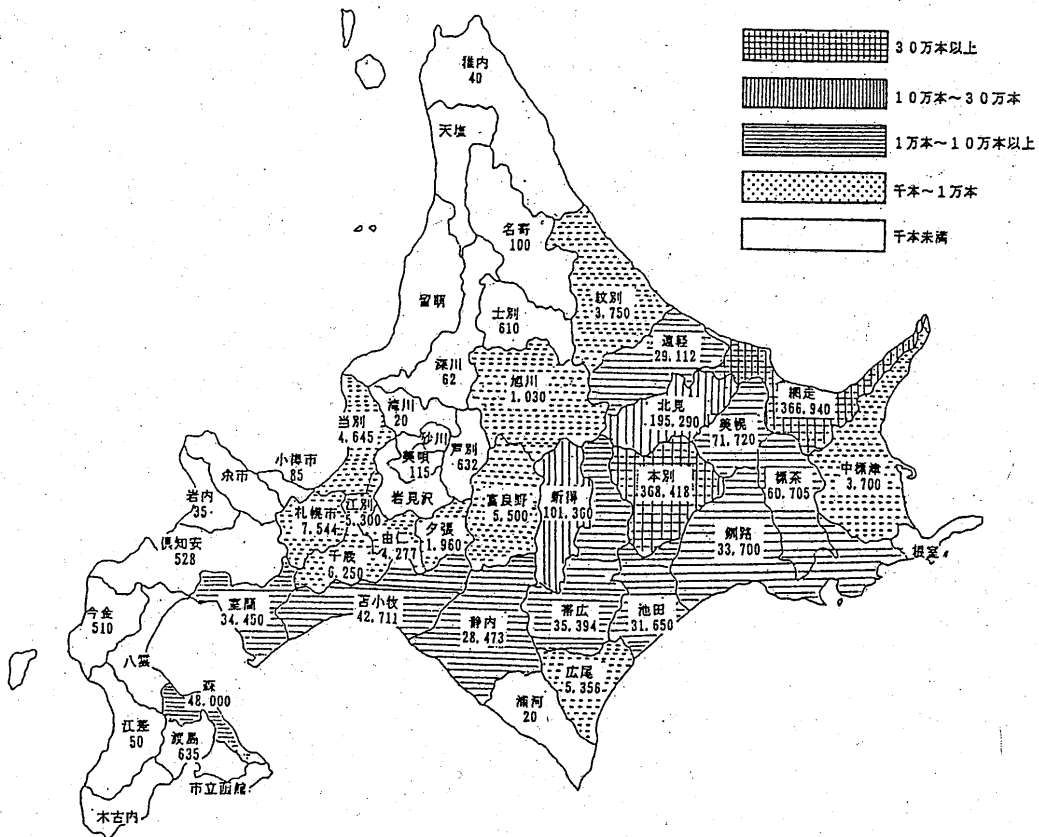 稚内
40
３０万本以上
１０万本～３０万本
１万本～１０万本以上
千本～１万本
千本未満
天塩
名寄
100
留萌
紋別
3,750
士別
610
遠軽
29,112
深川
62
旭川
1,030
網走
366,940
滝川
20
北見
195,290
当別
4,645
砂川
美幌
71,720
美唄
115
芦別
632
小樽市
85
余市
本別
368,418
標茶
60,705
中標津
3,700
岩内
35
岩見沢
富良野
5,500
新得
101,360
札幌市
7,544
江別
5,300
夕張
1,960
由仁
4,277
釧路
33,700
倶知安
528
千歳
6,250
根室
室蘭
34,450
苫小牧
42,711
帯広
35,394
池田
31,650
今金
510
静内
28,473
八雲
広尾
5,356
森
48,000
浦河
20
江差
50
渡島
635
市立函館
木古内